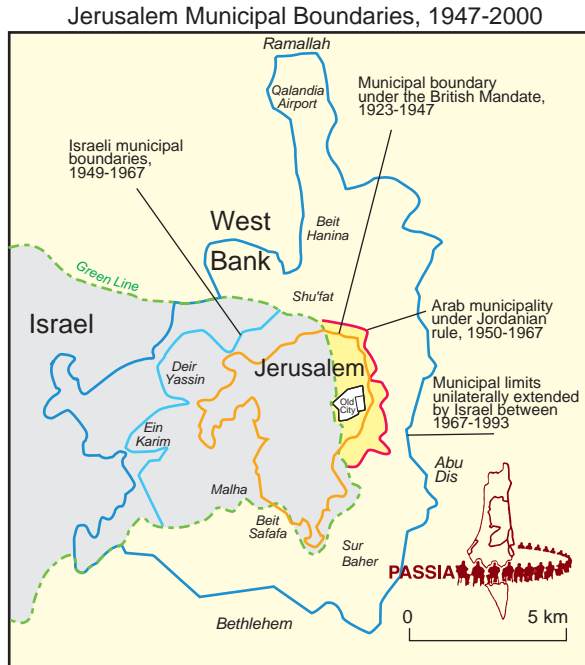 Jerusalem Municipal Boundaries, 1947-2000
Ramallah
Qalandia
Airport
Municipal boundary
under the British Mandate,
1923-1947
Israeli municipal
boundaries,
1949-1967
West
Bank
Beit
Hanina
Green Line
Shu'fat
Israel
Arab municipality
under Jordanian
rule, 1950-1967
Deir
Yassin
Jerusalem
Old
City
Municipal limits
unilaterally extended
by Israel between
1967-1993
Ein
Karim
Abu
Dis
Malha
Beit
Safafa
Sur
Baher
PASSIA
Bethlehem
0 5 km